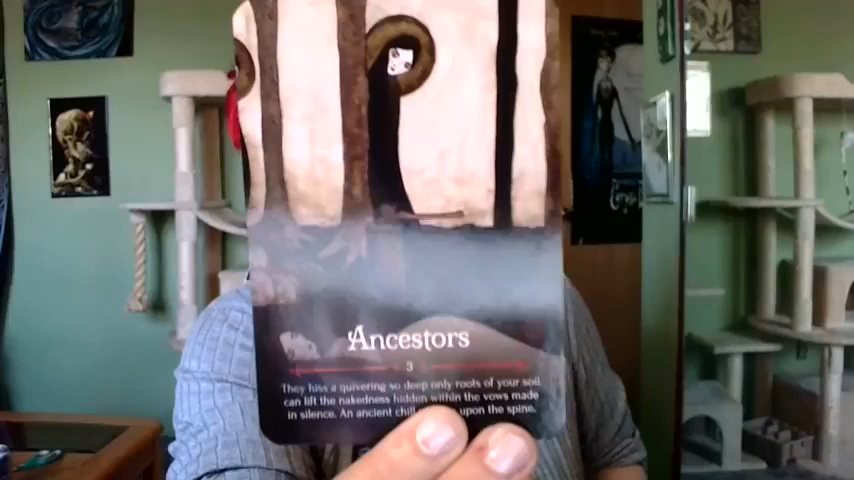 Ancestors
3
They hiss a quivering so deep only roots of your soil
can lift the nakedness hidden within the vows made
in silence. An ancient chill upon the spine.